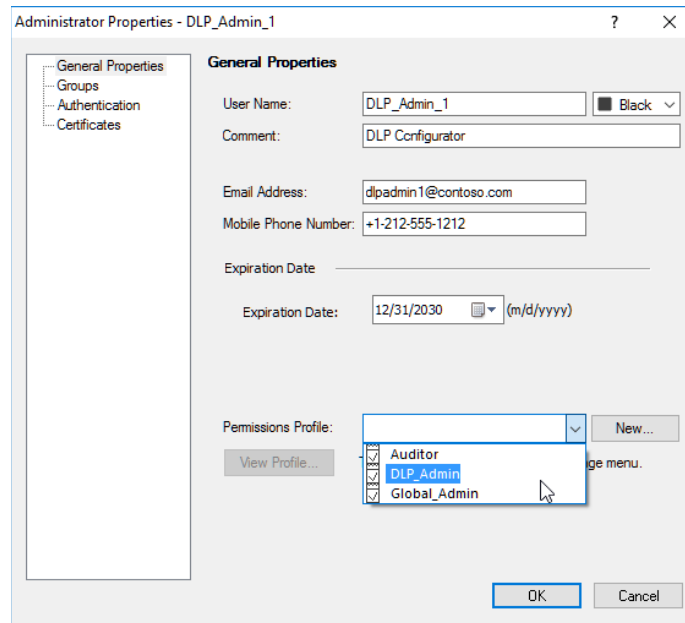 Administrator Properties - DLP_Admin_1 ? ×
General Properties
Groups
Authentication
Certificates
General Properties
User Name: DLP_Admin_1 Black
Comment: DLP Ccnfigurator
Email Address: dlpadmin1@contoso.com
Mobile Phone Number: +1-212-555-1212
Expiration Date
Expiration Date: 12/31/2030 (m/d/yyyy)
Permissions Profile: New...
View Profile... ge menu.
Auditor
DLP_Admin
Global_Admin
OK Cancel